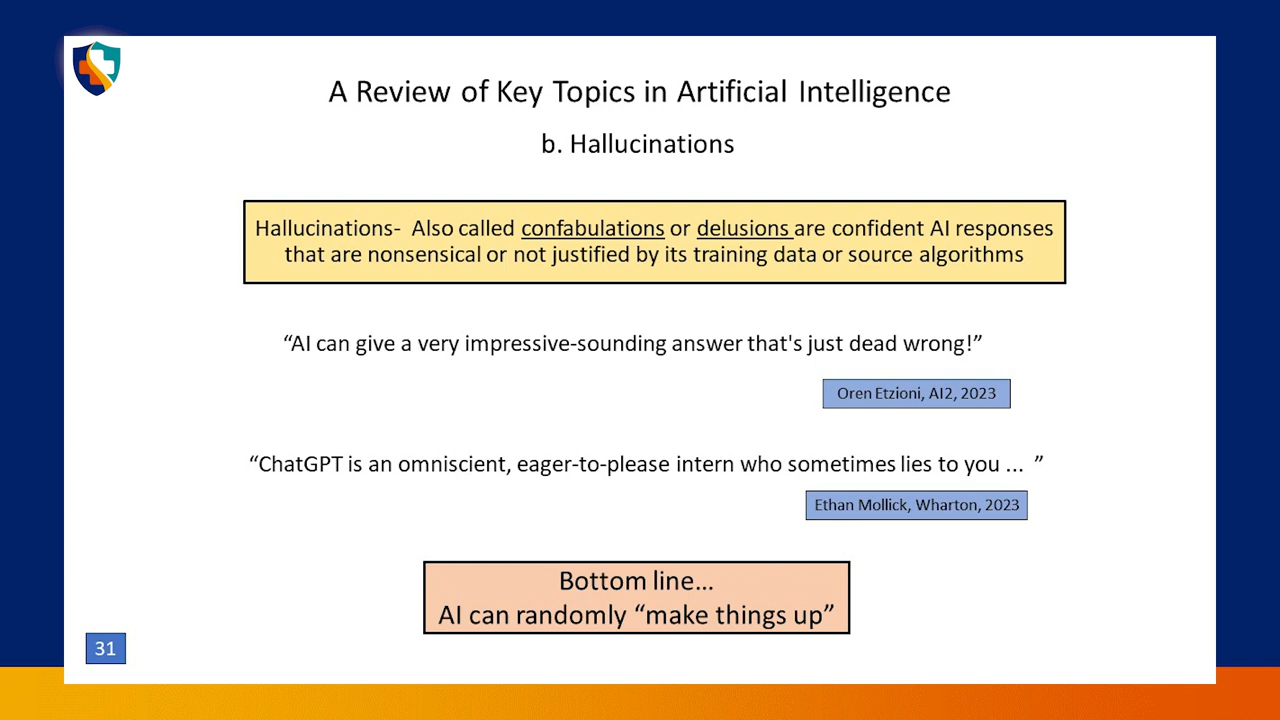 A Review of Key Topics in Artificial Intelligence
b. Hallucinations
Hallucinations- Also called confabulations or delusions are confident AI responses
that are nonsensical or not justified by its training data or source algorithms
“AI can give a very impressive-sounding answer that's just dead wrong!”
Oren Etzioni, AI2, 2023
“ChatGPT is an omniscient, eager-to-please intern who sometimes lies to you ... ”
Ethan Mollick, Wharton, 2023
Bottom line…
AI can randomly “make things up”
31